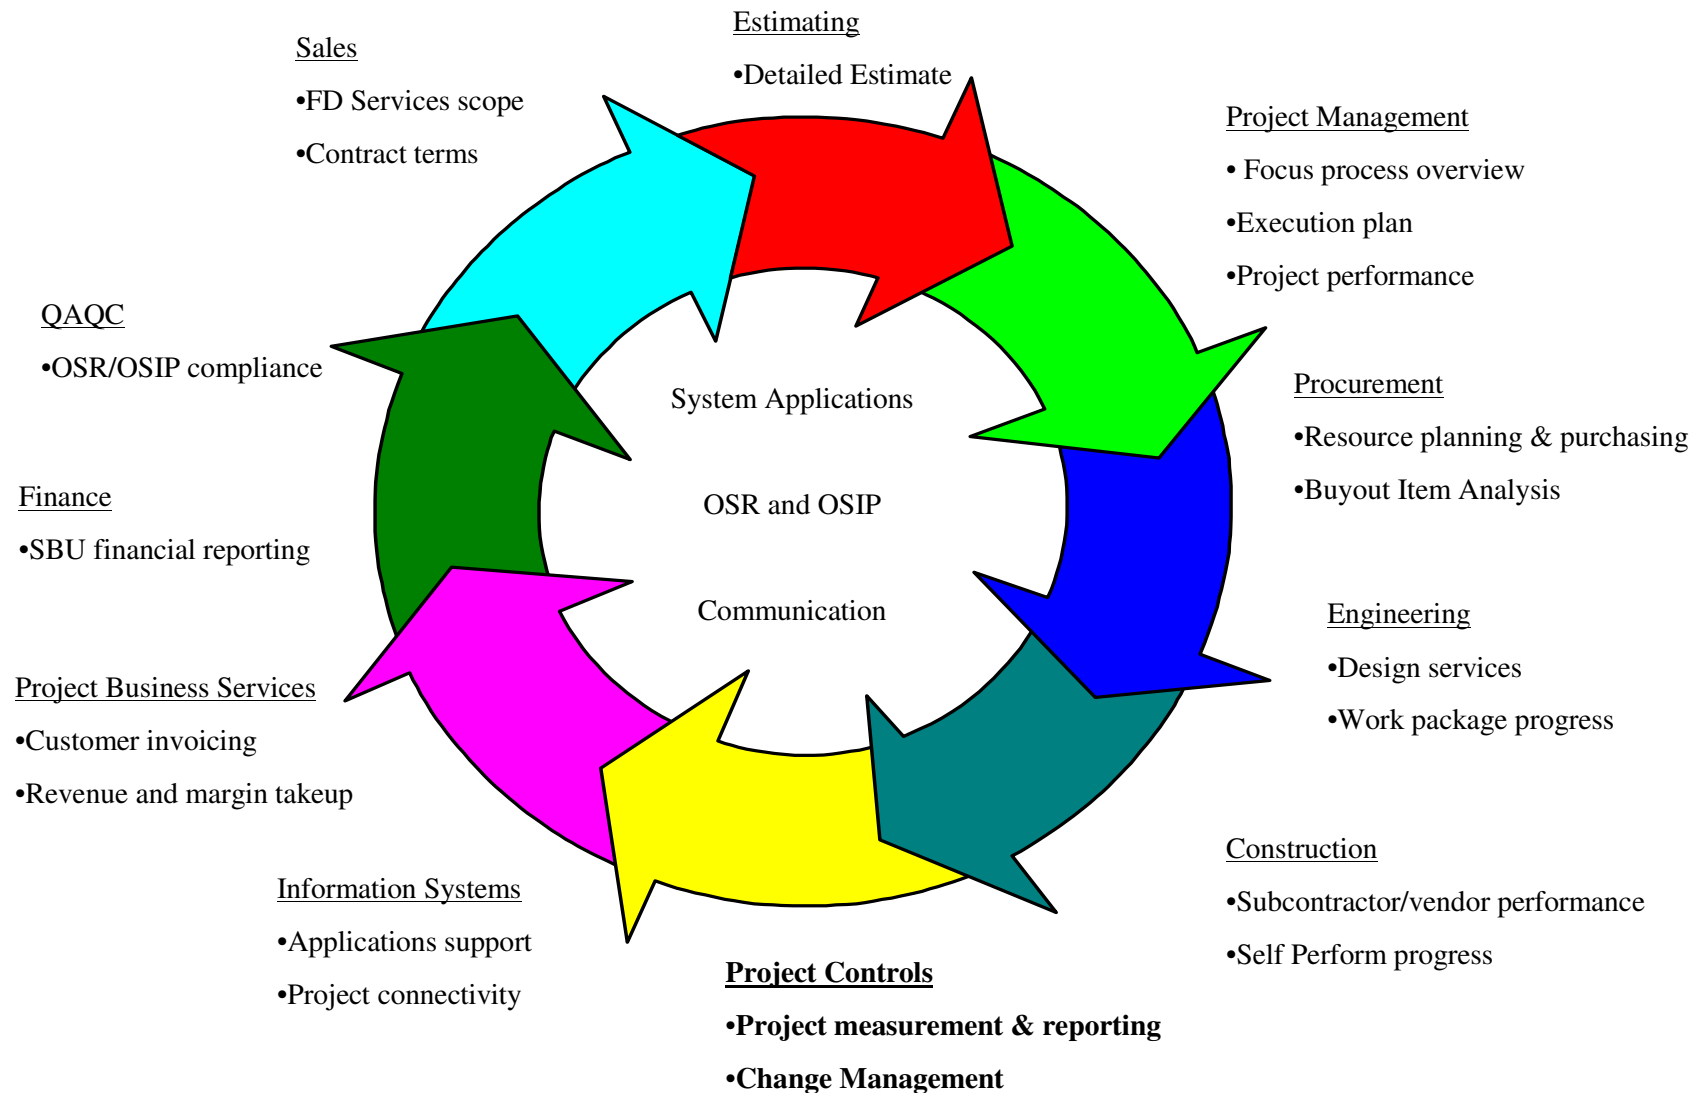 Estimating
•Detailed Estimate
Sales
•FD Services scope
•Contract terms
Project Management
• Focus process overview
•Execution plan
•Project performance
QAQC
•OSR/OSIP compliance
System Applications
OSR and OSIP
Communication
Procurement
•Resource planning & purchasing
•Buyout Item Analysis
Finance
•SBU financial reporting
Engineering
•Design services
•Work package progress
Project Business Services
•Customer invoicing
•Revenue and margin takeup
Construction
•Subcontractor/vendor performance
•Self Perform progress
Information Systems
•Applications support
•Project connectivity
Project Controls
•Project measurement & reporting
•Change Management